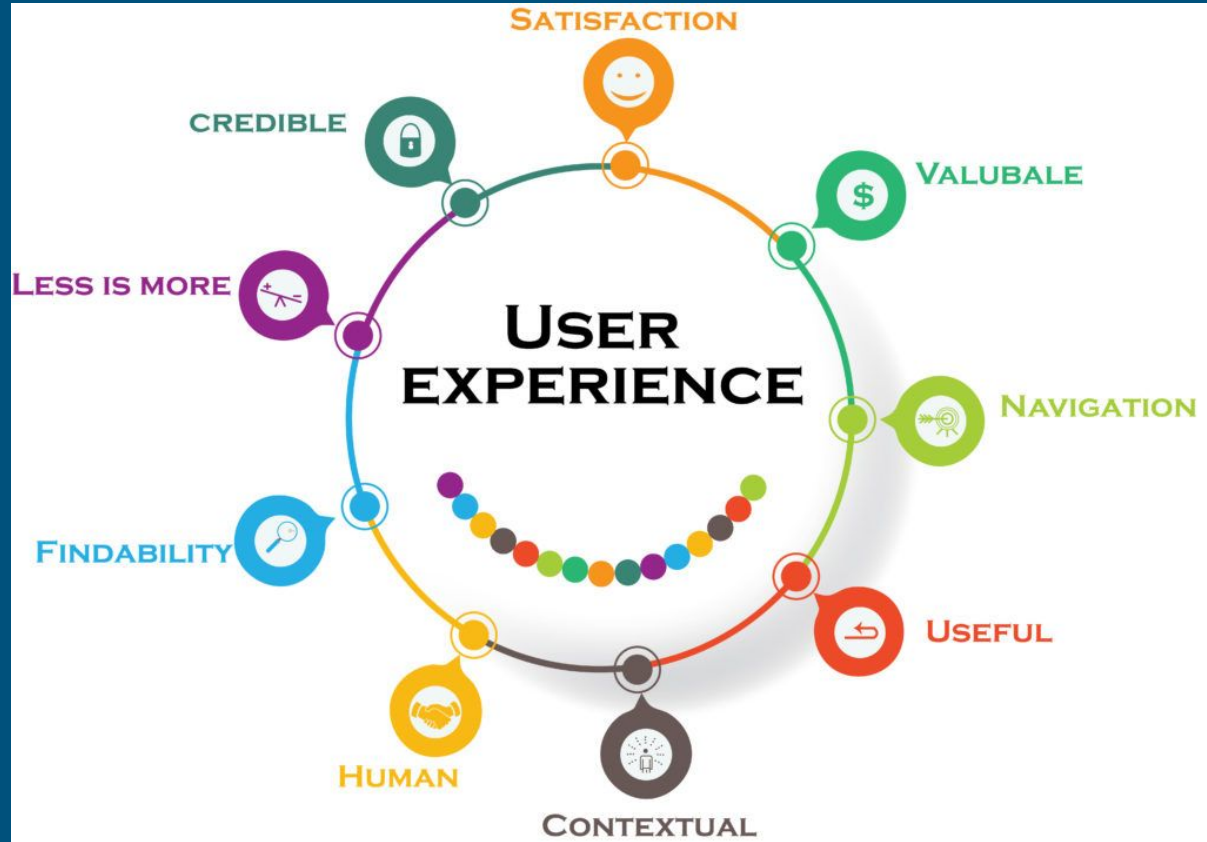 SATISFACTION
CREDIBLE
VALUBALE
$
LESS IS MORE
+ -
USER
EXPERIENCE
NAVIGATION
FINDABILITY
USEFUL
HUMAN
CONTEXTUAL